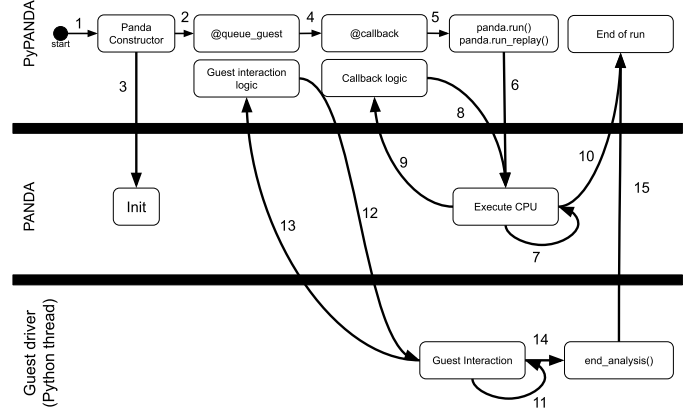 PyPANDA
start
1
Panda
Constructor
2
@queue_guest
4
@callback
5
panda.run()
panda.run_replay()
End of run
Guest interaction
logic
Callback logic
3
6
8
PANDA
Init
9
10
Execute CPU
7
12
13
15
Guest driver
(Python thread)
Guest Interaction
14
end_analysis()
11